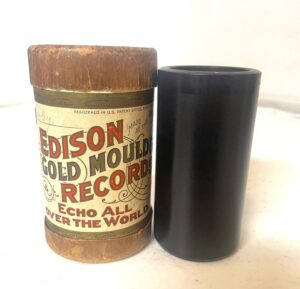 REGISTERED IN U.S. PATENT OFFICE
EDISON
GOLD MOULDED
RECORDS
ECHO ALL
OVER THE WORLD